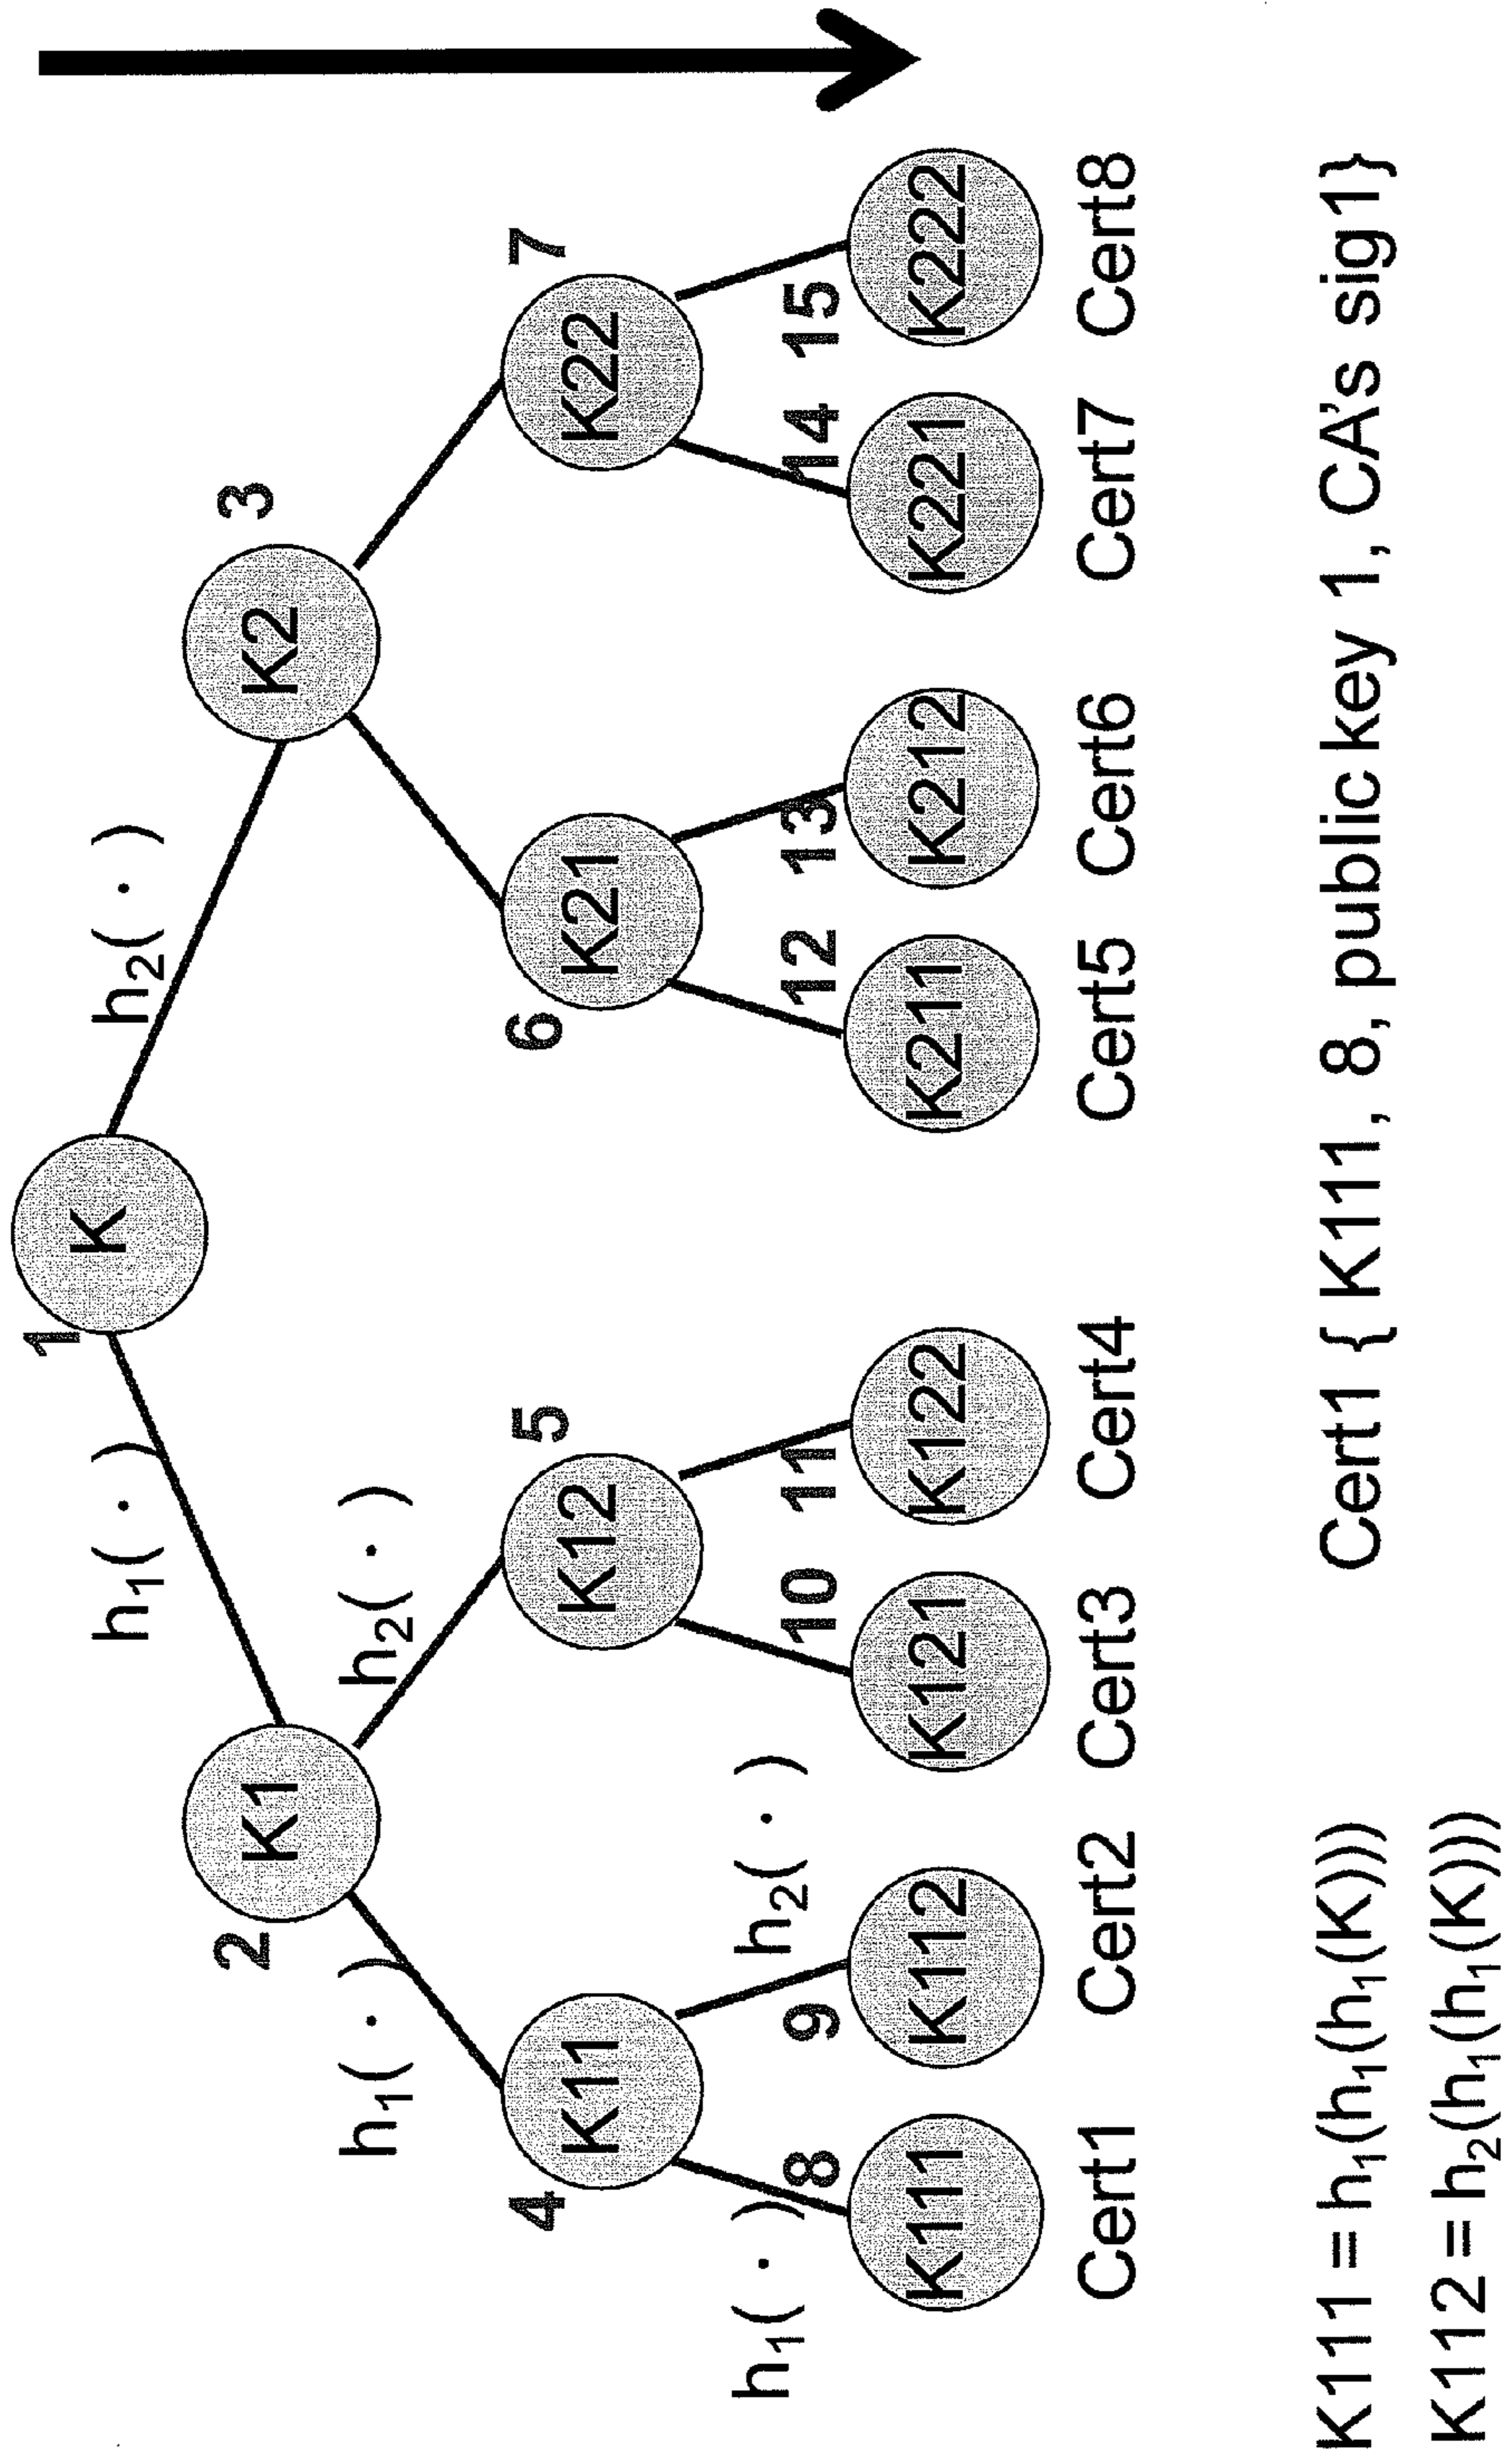 1
K
h₁( · )
h₂( · )
2
K1
3
K2
h₁( · )
h₂( · )
4
K11
5
K12
6
K21
7
K22
h₁( · )
8
9
h₂( · )
10
11
12
13
14
15
K111
K112
K121
K122
K211
K212
K221
K222
Cert1
Cert2
Cert3
Cert4
Cert5
Cert6
Cert7
Cert8
K111 = h₁(h₁(h₁(K)))
K112 = h₂(h₁(h₁(K)))
Cert1 { K111, 8, public key 1, CA's sig1}